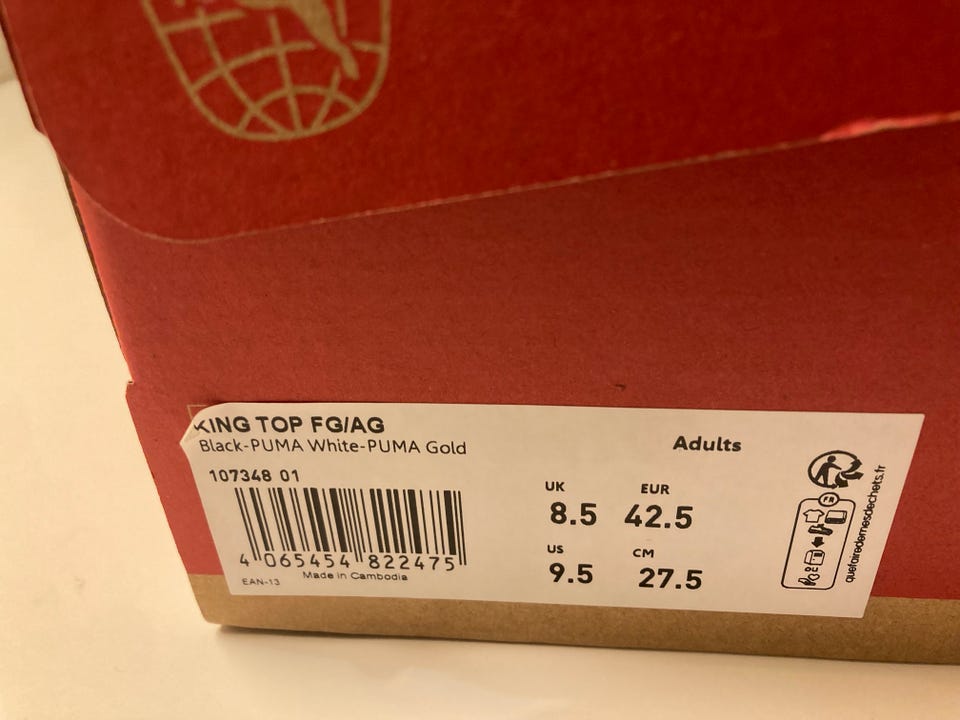 KING TOP FG/AG
Black-PUMA White-PUMA Gold
107348 01
4 065454 822475
EAN-13
Made in Cambodia
Adults
UK
8.5
EUR
42.5
US
9.5
CM
27.5
FR
quefairedemesdechets.fr